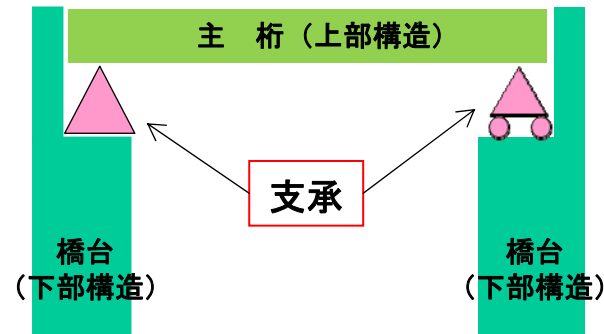 主　桁（上部構造）
支承
橋台
（下部構造）
橋台
（下部構造）